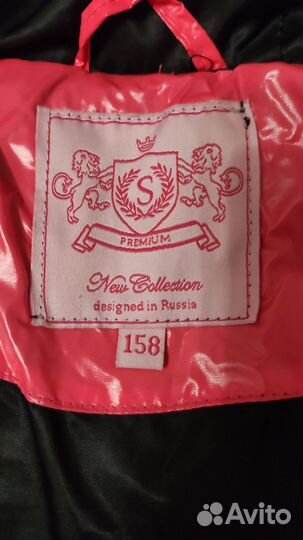 S
PREMIUM
New Collection
designed in Russia
158
Avito